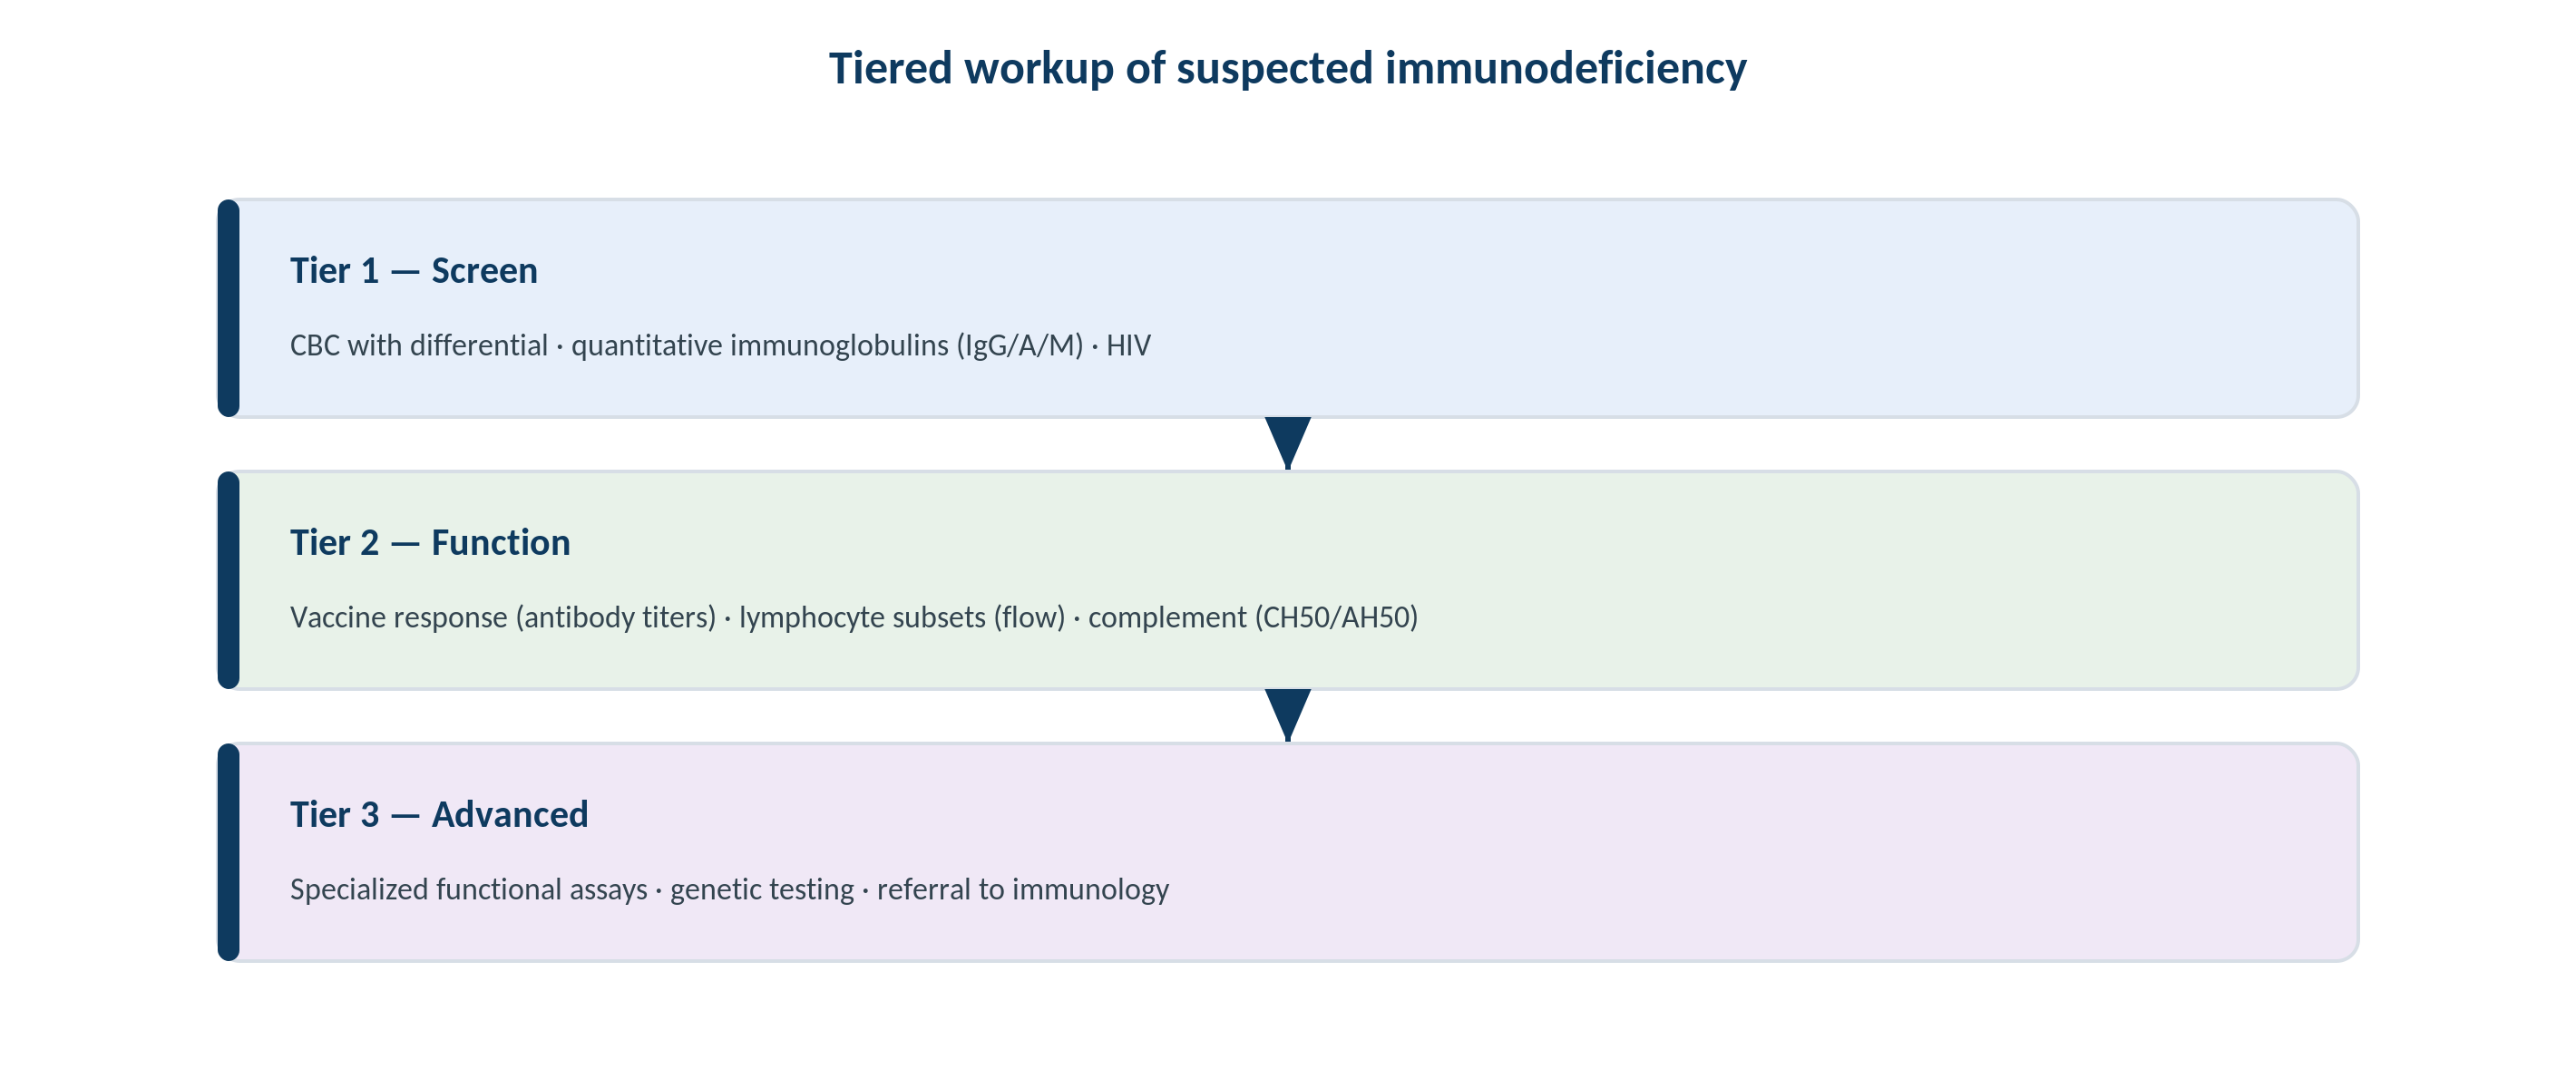 Tiered workup of suspected immunodeficiency
Tier 1 — Screen
CBC with differential · quantitative immunoglobulins (IgG/A/M) · HIV
Tier 2 — Function
Vaccine response (antibody titers) · lymphocyte subsets (flow) · complement (CH50/AH50)
Tier 3 — Advanced
Specialized functional assays · genetic testing · referral to immunology